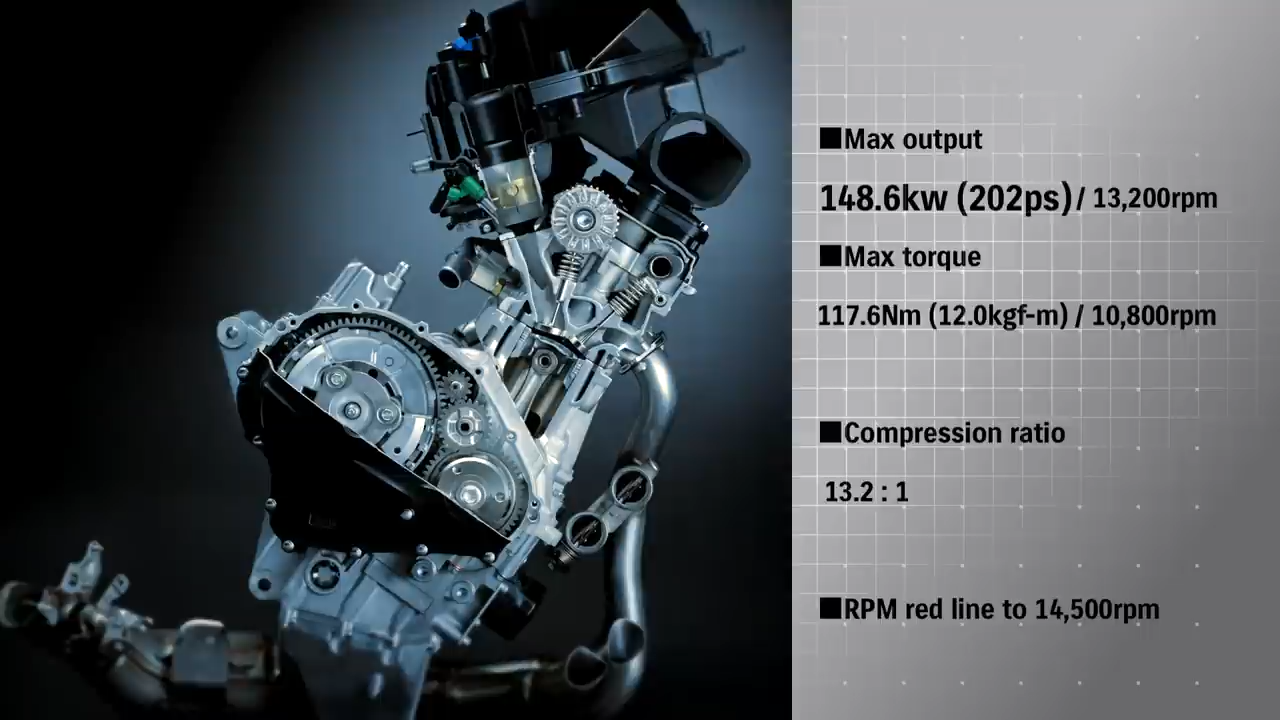 ■Max output
148.6kw (202ps)/ 13,200rpm
■Max torque
117.6Nm (12.0kgf-m) / 10,800rpm
■Compression ratio
13.2 : 1
■RPM red line to 14,500rpm